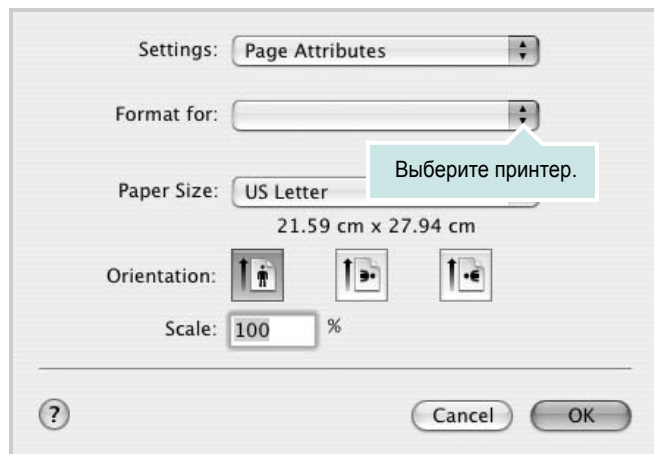 Settings: Page Attributes
Format for:
Выберите принтер.
Paper Size: US Letter
21.59 cm x 27.94 cm
Orientation:
Scale: 100 %
? Cancel OK